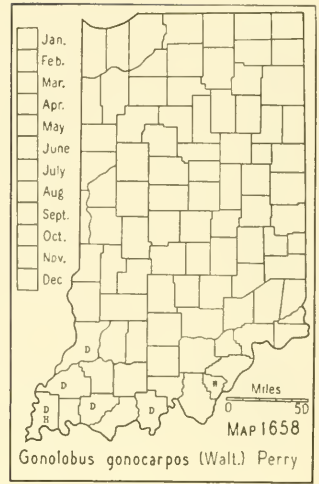 Jan.
Feb.
Mar.
Apr.
May
June
July
Aug
Sept.
Oct.
Nov.
Dec
D
D
D
H
D
D
W
Miles
0 50
MAP 1658
Gonolobus gonocarpos (Walt.) Perry